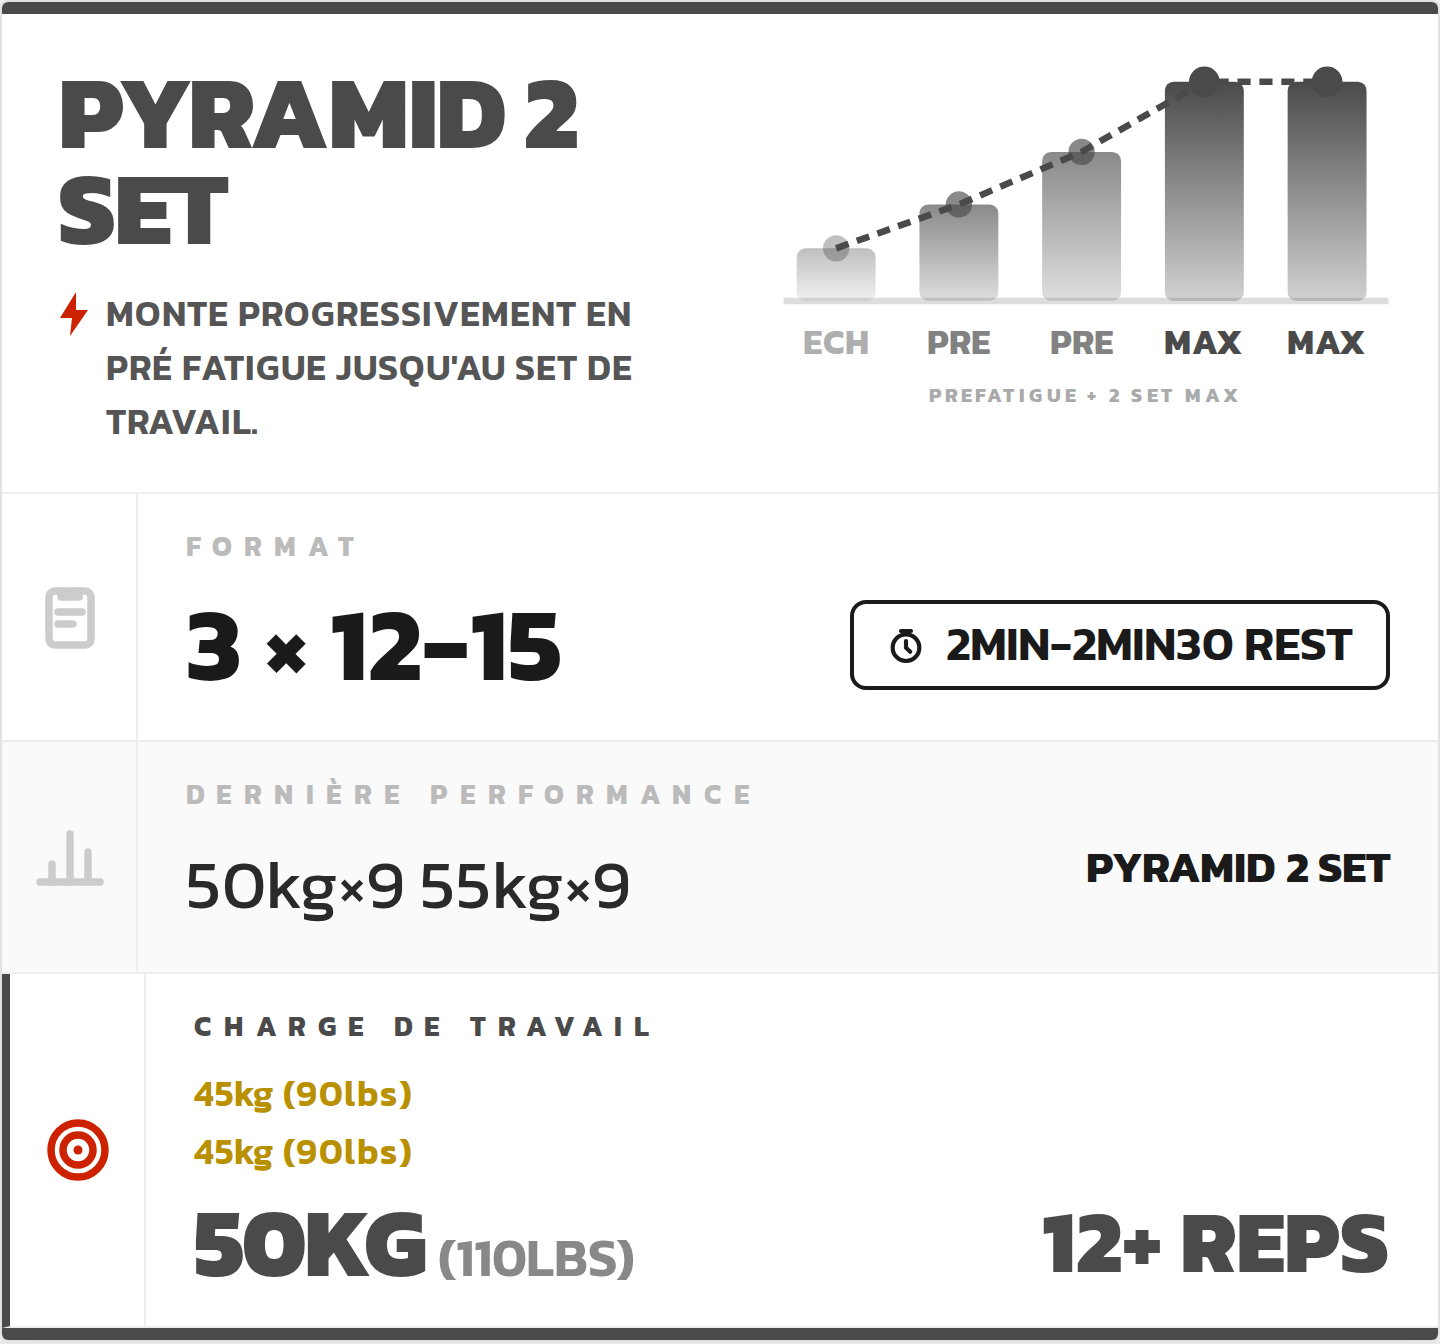 PYRAMID 2
SET
MONTE PROGRESSIVEMENT EN
PRÉ FATIGUE JUSQU'AU SET DE
TRAVAIL.
ECH PRE PRE MAX MAX
PREFATIGUE + 2 SET MAX
FORMAT
3 × 12–15
2MIN–2MIN30 REST
DERNIÈRE PERFORMANCE
50kg×9 55kg×9
PYRAMID 2 SET
CHARGE DE TRAVAIL
45kg (90lbs)
45kg (90lbs)
50KG (110LBS)
12+ REPS